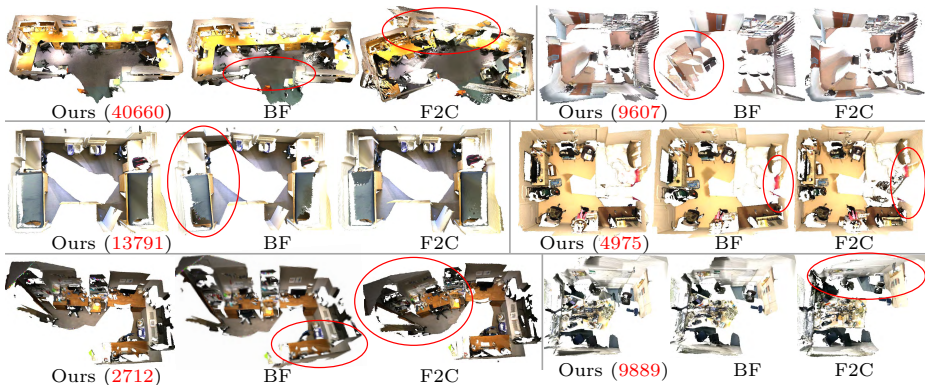 Ours (40660) BF F2C Ours (9607) BF F2C
Ours (13791) BF F2C Ours (4975) BF F2C
Ours (2712) BF F2C Ours (9889) BF F2C